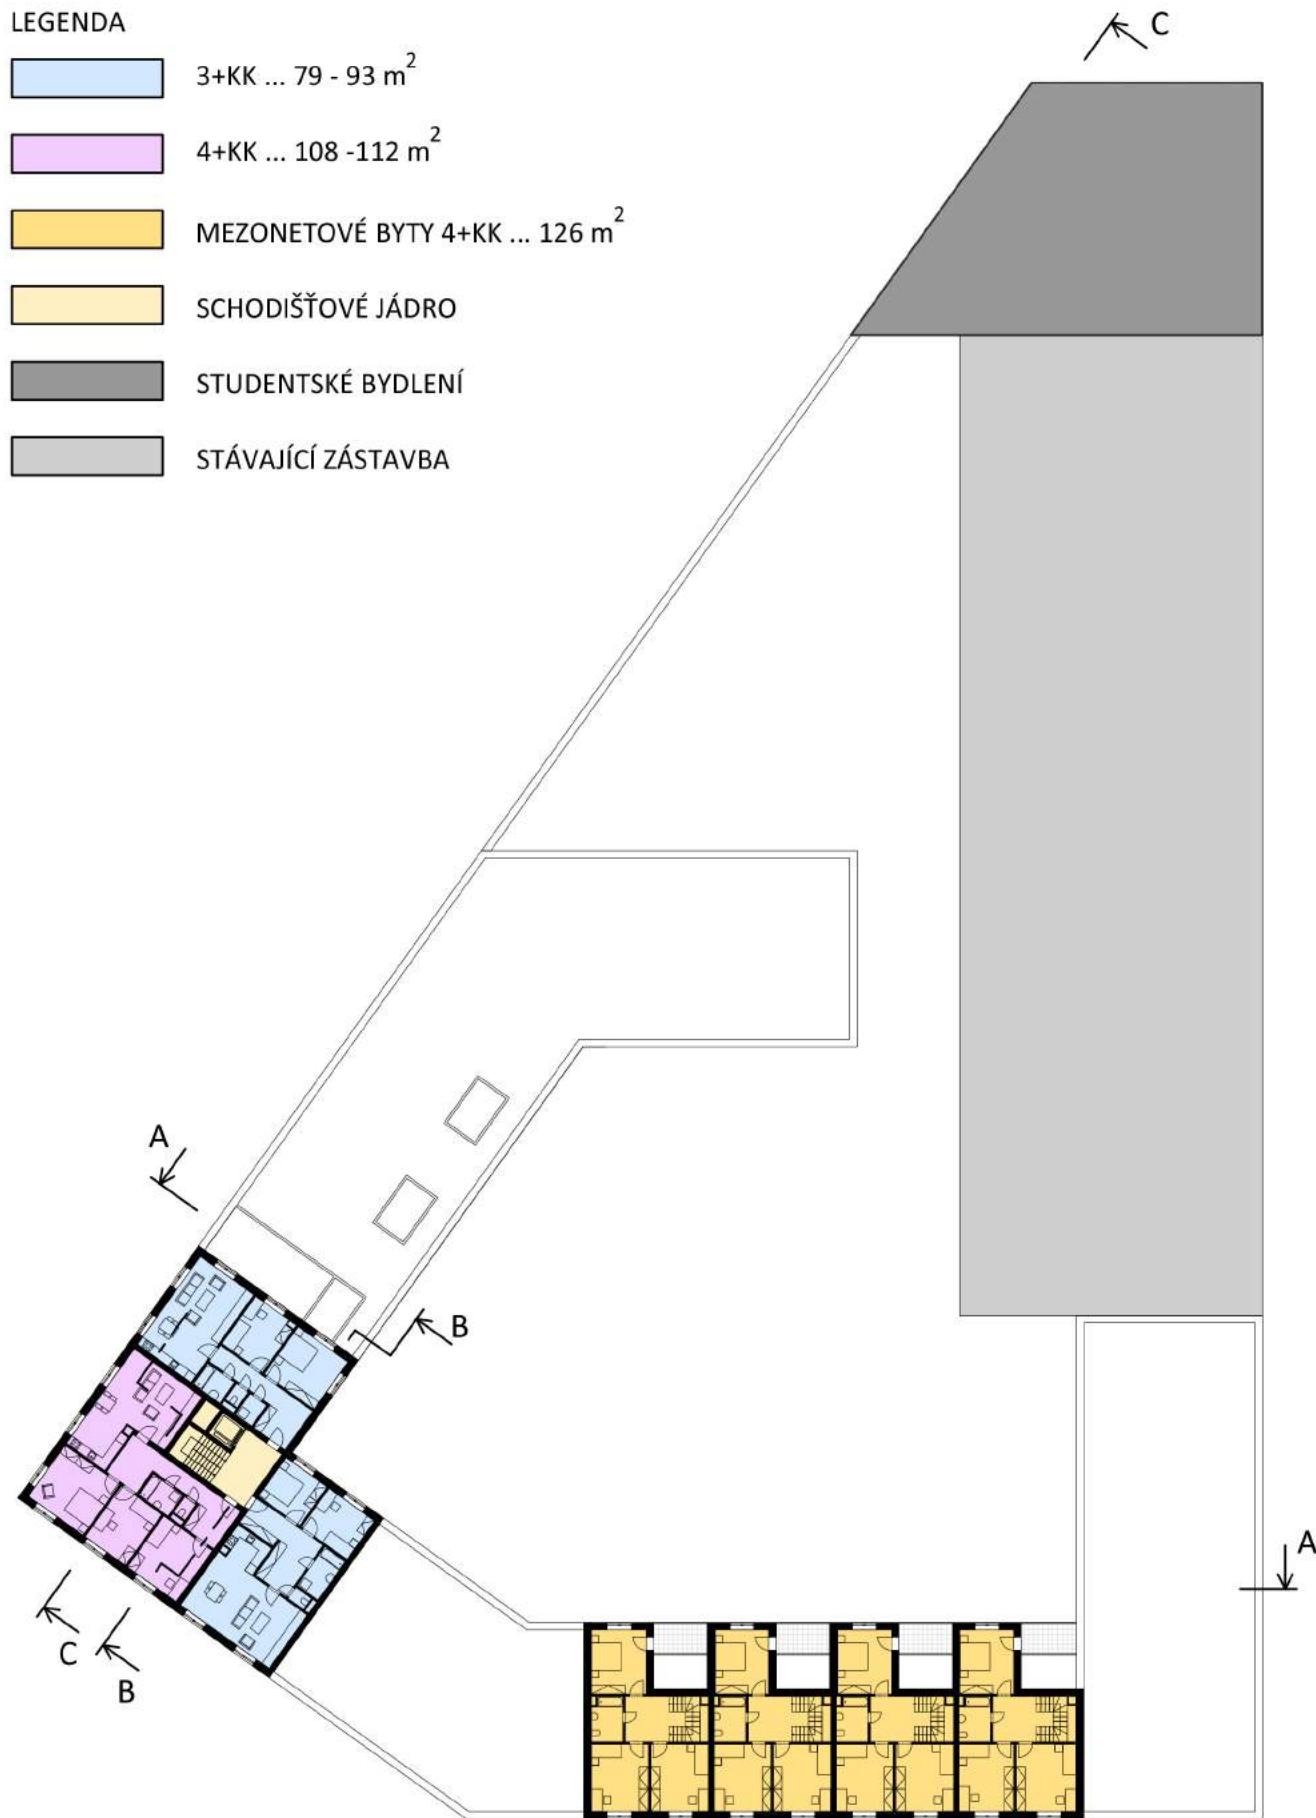 LEGENDA
3+KK ... 79 - 93 m²
4+KK ... 108 -112 m²
MEZONETOVÉ BYTY 4+KK ... 126 m²
SCHODIŠŤOVÉ JÁDRO
STUDENTSKÉ BYDLENÍ
STÁVAJÍCÍ ZÁSTAVBA
C
A
B
A
C
B